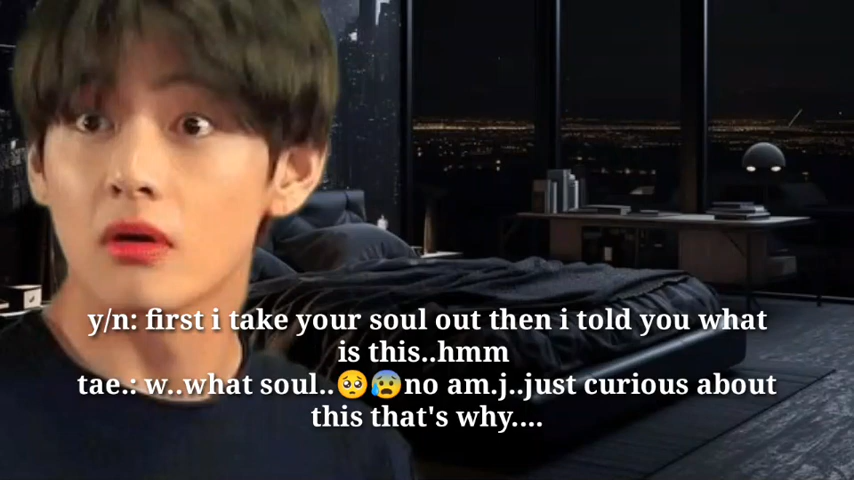 y/n: first i take your soul out then i told you what
is this..hmm
tae.: w..what soul..🥺😰no am.j..just curious about
this that's why....